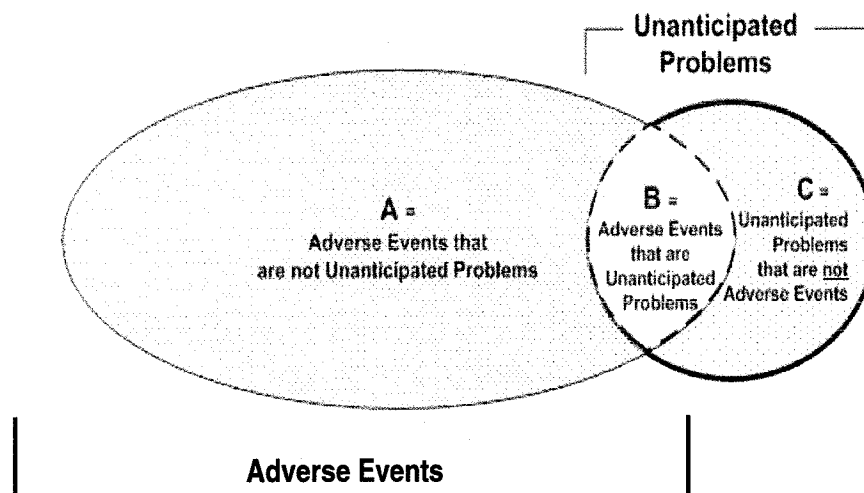 Unanticipated
Problems
A =
Adverse Events that
are not Unanticipated Problems
B =
Adverse Events
that are
Unanticipated
Problems
C =
Unanticipated
Problems
that are not
Adverse Events
Adverse Events